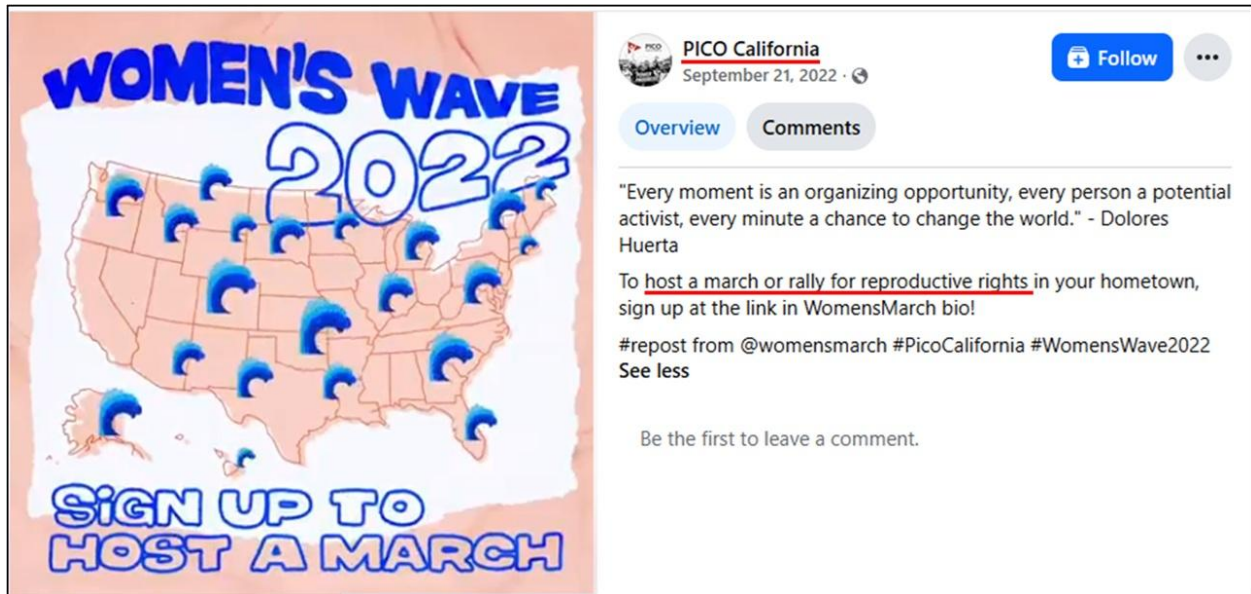 WOMEN'S WAVE
2022
SiGN UP TO
HOST A MARCH
PICO
PICO California
September 21, 2022 ·
Follow
Overview
Comments
"Every moment is an organizing opportunity, every person a potential
activist, every minute a chance to change the world." - Dolores
Huerta
To host a march or rally for reproductive rights in your hometown,
sign up at the link in WomensMarch bio!
#repost from @womensmarch #PicoCalifornia #WomensWave2022
See less
Be the first to leave a comment.